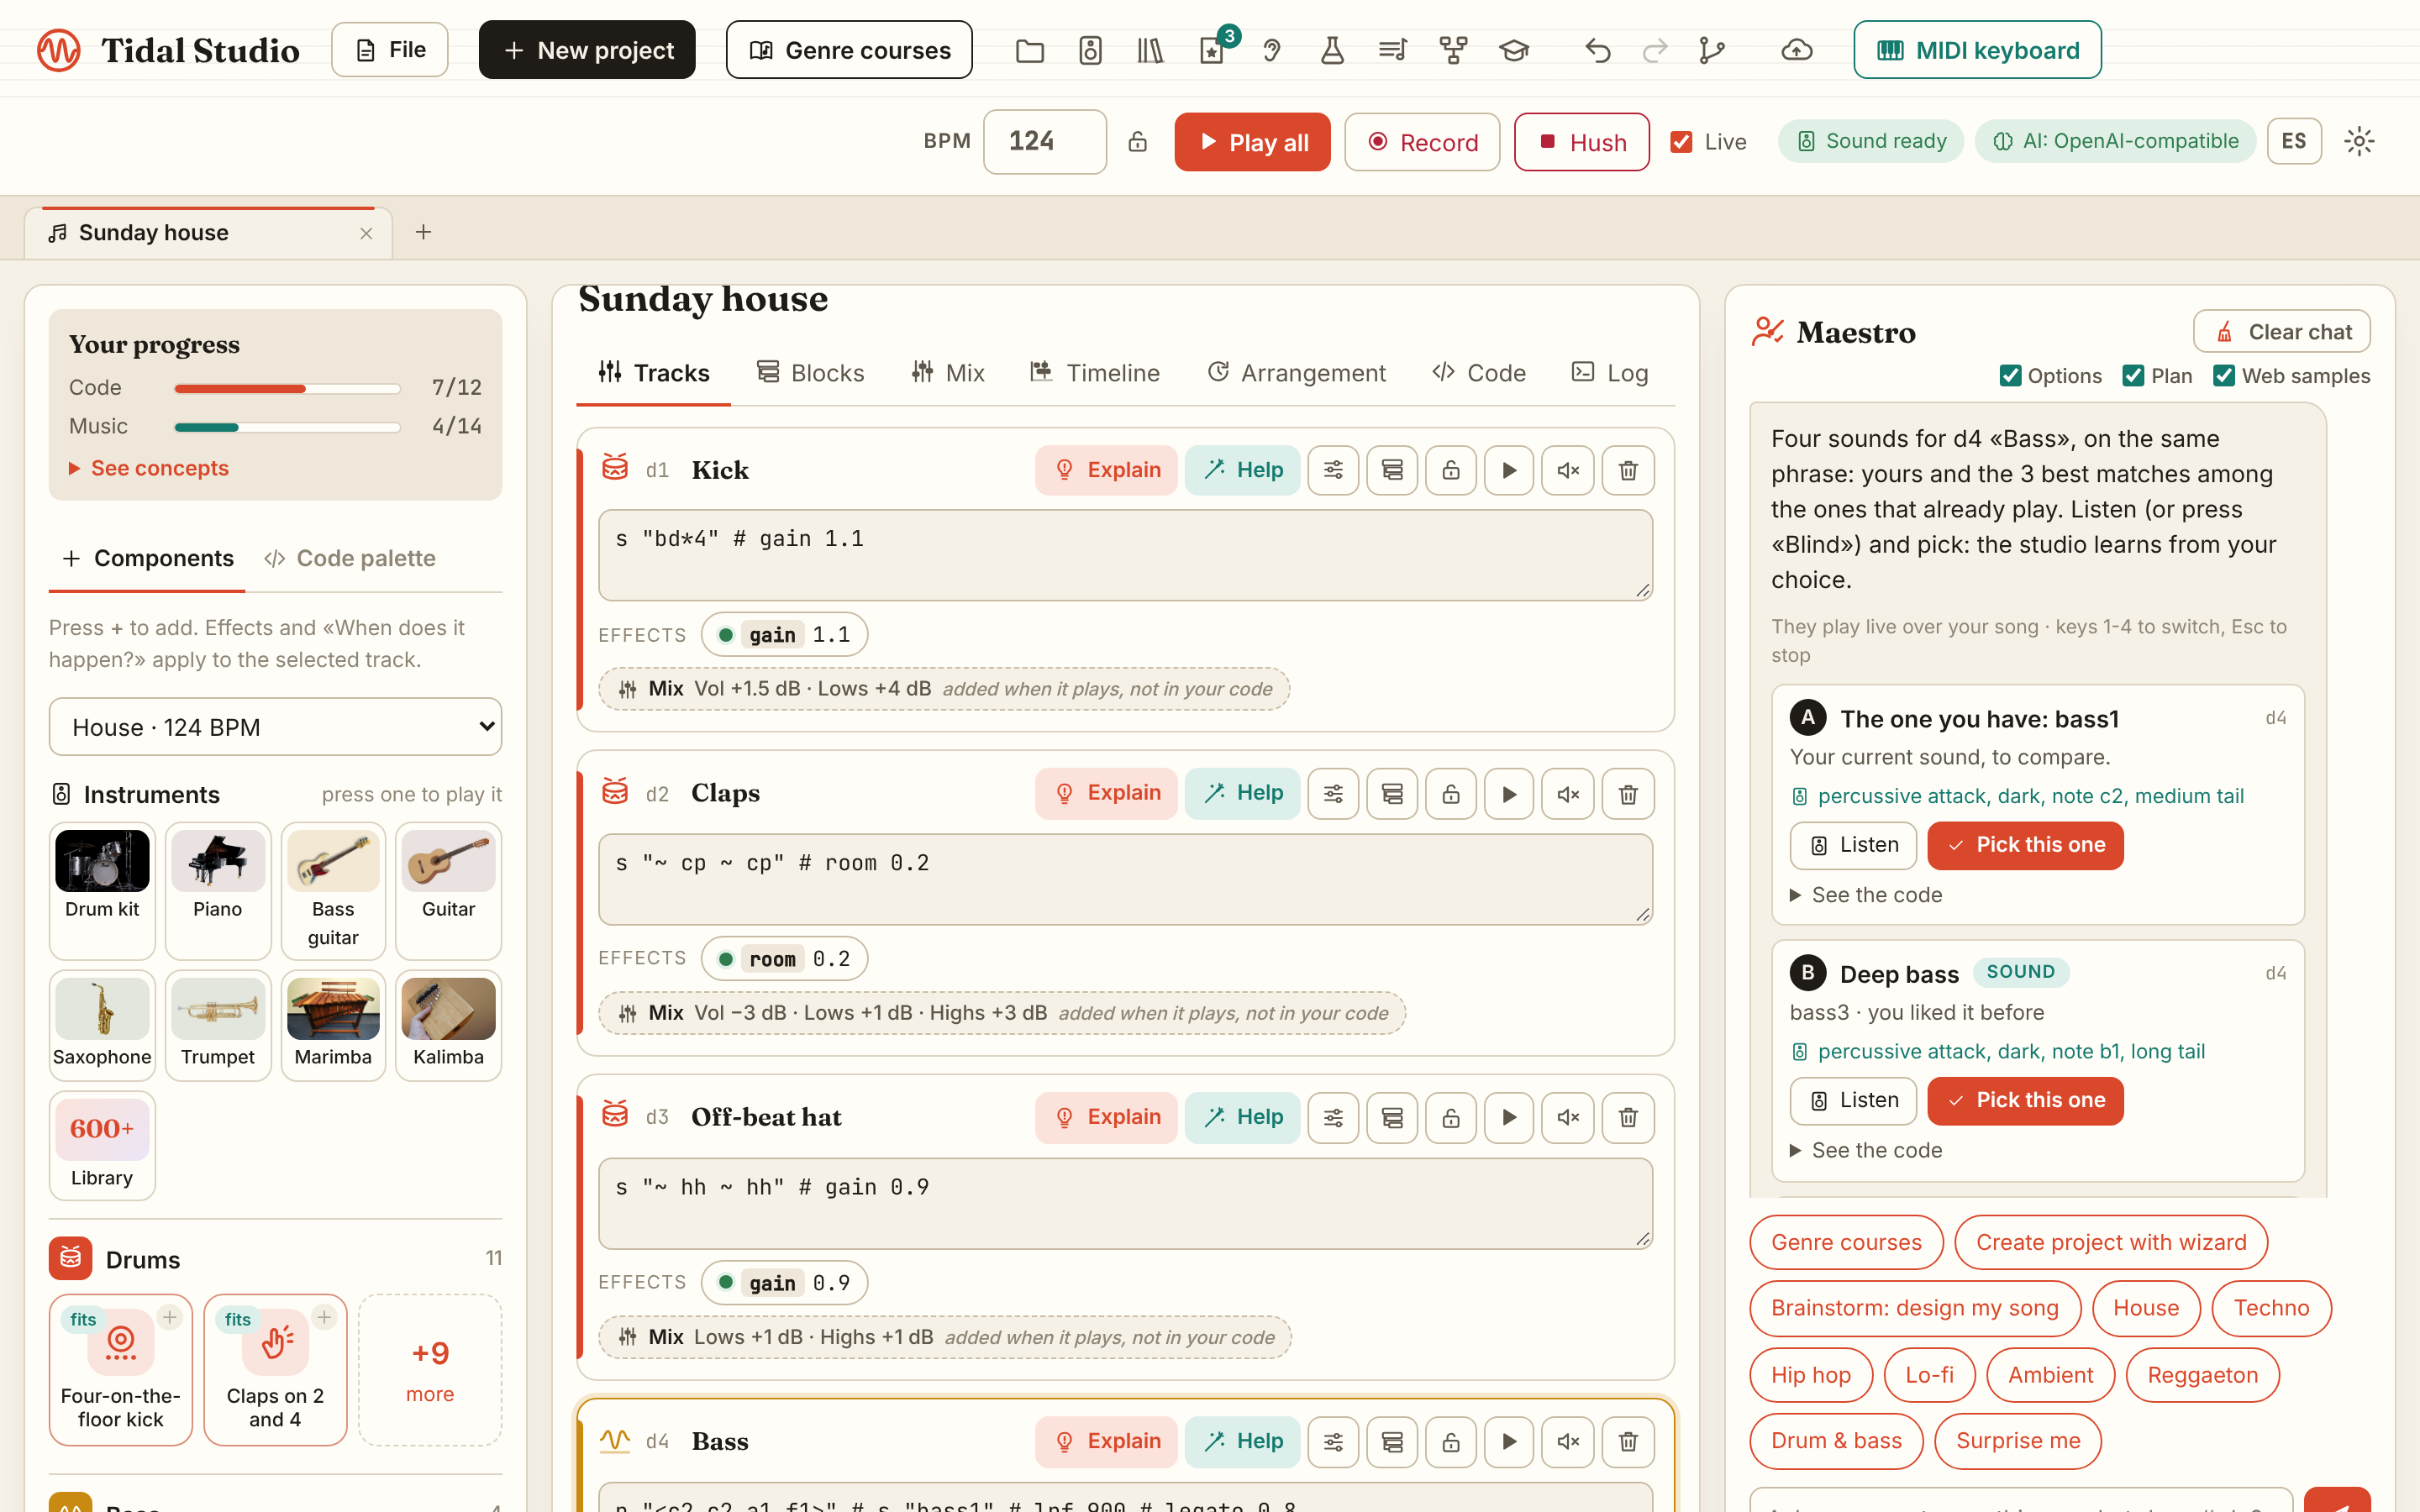 Tidal Studio
File
New project
Genre courses
3
MIDI keyboard
BPM
124
Play all
Record
Hush
Live
Sound ready
AI: OpenAI-compatible
ES
Sunday house
Your progress
Code
7/12
Music
4/14
See concepts
Components
Code palette
Press + to add. Effects and «When does it
happen?» apply to the selected track.
House · 124 BPM
Instruments
press one to play it
Drum kit
Piano
Bass
guitar
Guitar
Saxophone
Trumpet
Marimba
Kalimba
600+
Library
Drums
11
fits
Four-on-the-
floor kick
fits
Claps on 2
and 4
+9
more
Sunday house
Tracks
Blocks
Mix
Timeline
Arrangement
Code
Log
d1
Kick
Explain
Help
s "bd*4" # gain 1.1
EFFECTS
gain 1.1
Mix Vol +1.5 dB · Lows +4 dB added when it plays, not in your code
d2
Claps
Explain
Help
s "~ cp ~ cp" # room 0.2
EFFECTS
room 0.2
Mix Vol −3 dB · Lows +1 dB · Highs +3 dB added when it plays, not in your code
d3
Off-beat hat
Explain
Help
s "~ hh ~ hh" # gain 0.9
EFFECTS
gain 0.9
Mix Lows +1 dB · Highs +1 dB added when it plays, not in your code
d4
Bass
Explain
Help
n "<c2 c2 a1 f1>" # s "bass1" # lpf 900 # legato 0.8
Maestro
Clear chat
Options
Plan
Web samples
Four sounds for d4 «Bass», on the same
phrase: yours and the 3 best matches among
the ones that already play. Listen (or press
«Blind») and pick: the studio learns from your
choice.
They play live over your song · keys 1-4 to switch, Esc to
stop
A
The one you have: bass1
d4
Your current sound, to compare.
percussive attack, dark, note c2, medium tail
Listen
Pick this one
See the code
B
Deep bass
SOUND
d4
bass3 · you liked it before
percussive attack, dark, note b1, long tail
Listen
Pick this one
See the code
Genre courses
Create project with wizard
Brainstorm: design my song
House
Techno
Hip hop
Lo-fi
Ambient
Reggaeton
Drum & bass
Surprise me